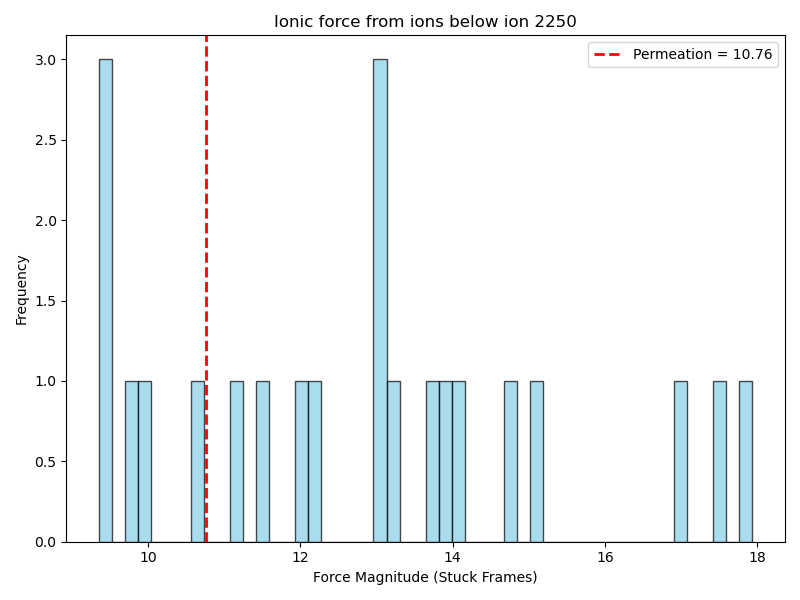 Ionic force from ions below ion 2250
Permeation = 10.76
3.0
2.5
2.0
1.5
1.0
0.5
0.0
Frequency
10 12 14 16 18
Force Magnitude (Stuck Frames)